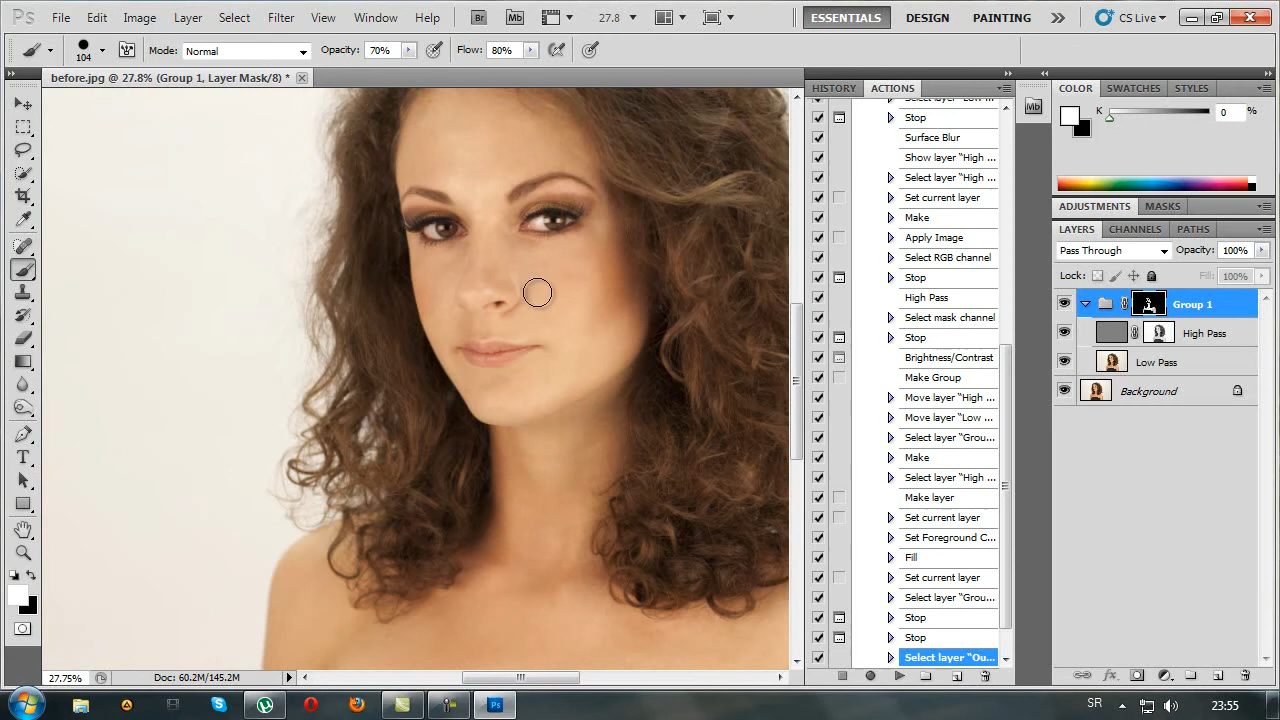 Ps File Edit Image Layer Select Filter View Window Help Br Mb 27.8 ESSENTIALS DESIGN PAINTING CS Live
104 Mode: Normal Opacity: 70% Flow: 80%
before.jpg @ 27.8% (Group 1, Layer Mask/8) *
HISTORY ACTIONS
Select layer "Low ...
Stop
Surface Blur
Show layer "High ...
Select layer "High ...
Set current layer
Make
Apply Image
Select RGB channel
Stop
High Pass
Select mask channel
Stop
Brightness/Contrast
Make Group
Move layer "High ...
Move layer "Low ...
Select layer "Grou...
Make
Select layer "High ...
Make layer
Set current layer
Set Foreground C...
Fill
Set current layer
Select layer "Grou...
Stop
Stop
Select layer "Ou...
Mb
COLOR SWATCHES STYLES
K 0 %
ADJUSTMENTS MASKS
LAYERS CHANNELS PATHS
Pass Through Opacity: 100%
Lock: Fill: 100%
Group 1
High Pass
Low Pass
Background
T
27.75% Doc: 60.2M/145.2M
Ps SR 23:55